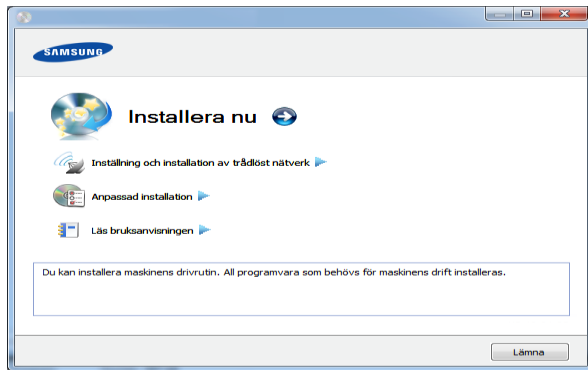 SAMSUNG
Installera nu
Inställning och installation av trådlöst nätverk
Anpassad installation
Läs bruksanvisningen
Du kan installera maskinens drivrutin. All programvara som behövs för maskinens drift installeras.
Lämna